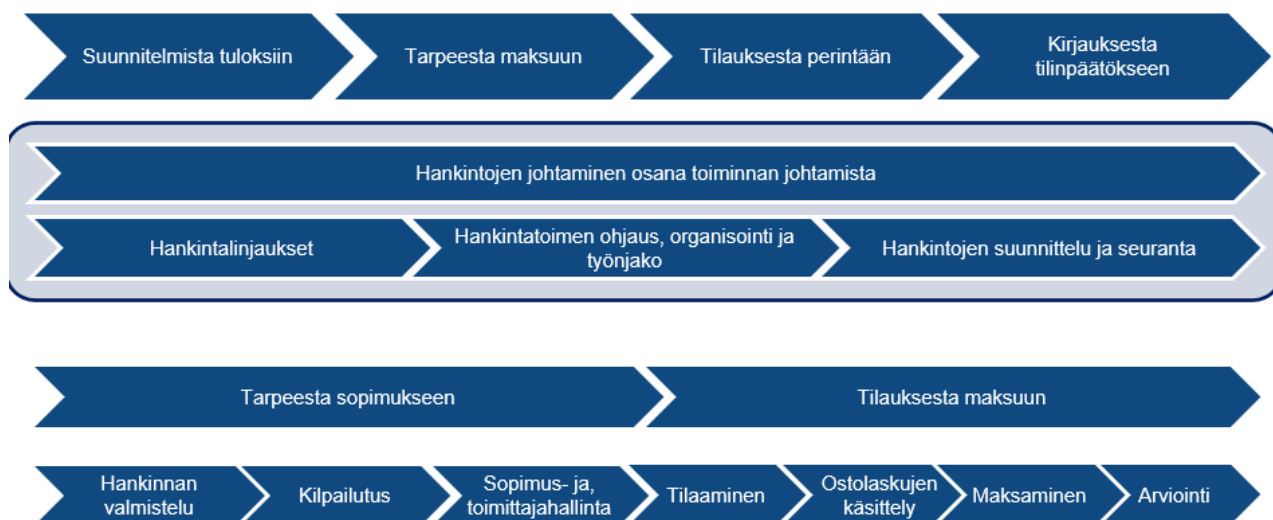 Suunnitelmista tuloksiin
Tarpeesta maksuun
Tilauksesta perintään
Kirjauksesta
tilinpäätökseen
Hankintojen johtaminen osana toiminnan johtamista
Hankintalinjaukset
Hankintatoimen ohjaus, organisointi ja
työnjako
Hankintojen suunnittelu ja seuranta
Tarpeesta sopimukseen
Tilauksesta maksuun
Hankinnan
valmistelu
Kilpailutus
Sopimus- ja,
toimittajahallinta
Tilaaminen
Ostolaskujen
käsittely
Maksaminen
Arviointi